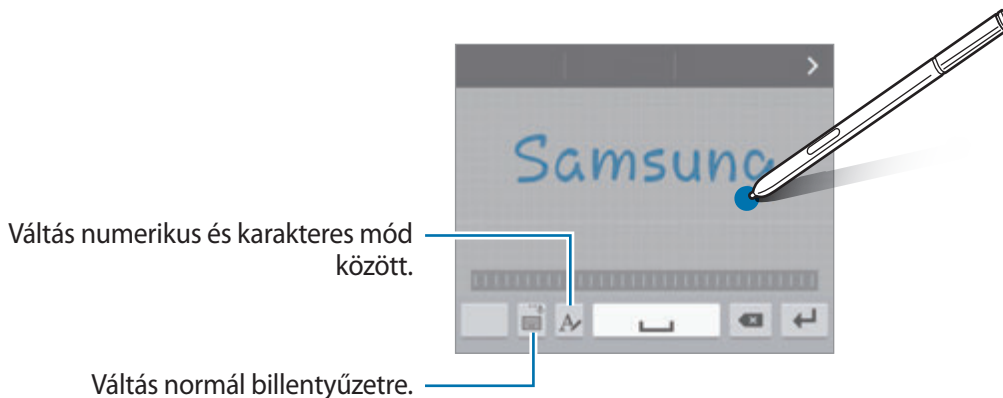 Samsung
Váltás numerikus és karakteres mód
között.
Váltás normál billentyűzetre.